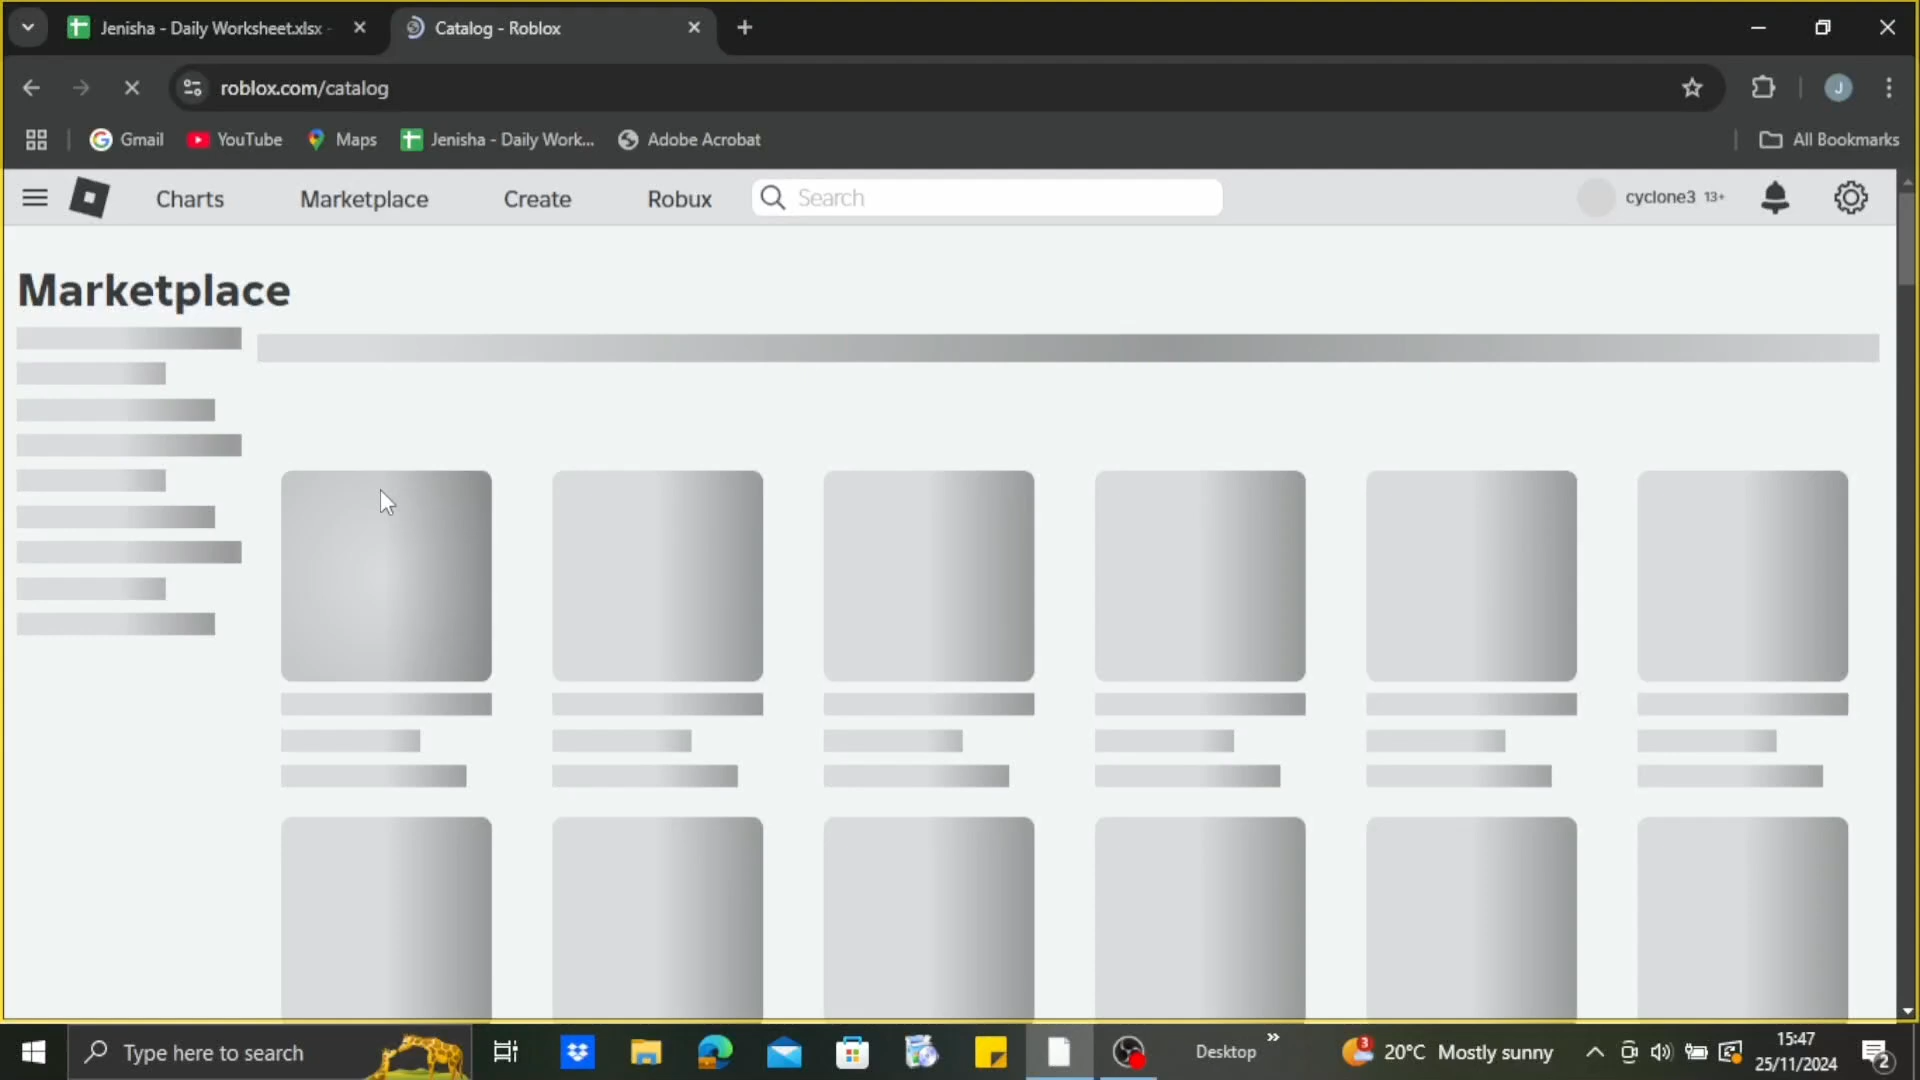 Jenisha - Daily Worksheet.xlsx -
Catalog - Roblox
roblox.com/catalog
J
Gmail
YouTube
Maps
Jenisha - Daily Work...
Adobe Acrobat
All Bookmarks
Charts
Marketplace
Create
Robux
Search
cyclone3 13+
Marketplace
Type here to search
Desktop
3
20°C Mostly sunny
15:47
25/11/2024
2